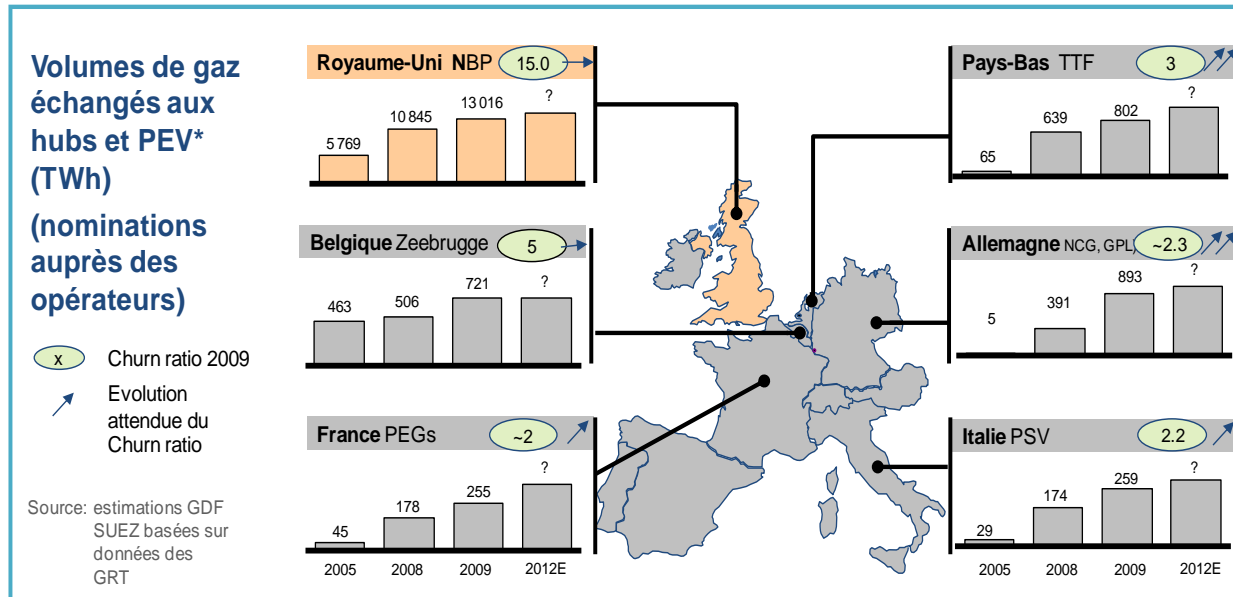 Volumes de gaz
échangés aux
hubs et PEV*
(TWh)
(nominations
auprès des
opérateurs)
x Churn ratio 2009
Evolution
attendue du
Churn ratio
Source: estimations GDF
SUEZ basées sur
données des
GRT
Royaume-Uni NBP 15.0
5 769 10 845 13 016 ?
Belgique Zeebrugge 5
463 506 721 ?
France PEGs ~2
45 178 255 ?
2005 2008 2009 2012E
Pays-Bas TTF 3
65 639 802 ?
Allemagne NCG, GPL) ~2.3
5 391 893 ?
Italie PSV 2.2
29 174 259 ?
2005 2008 2009 2012E